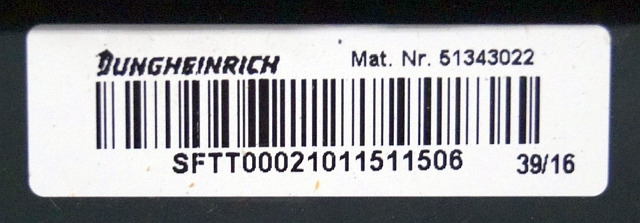 JUNGHEINRICH Mat. Nr. 51343022
SFTT00021011511506 39/16